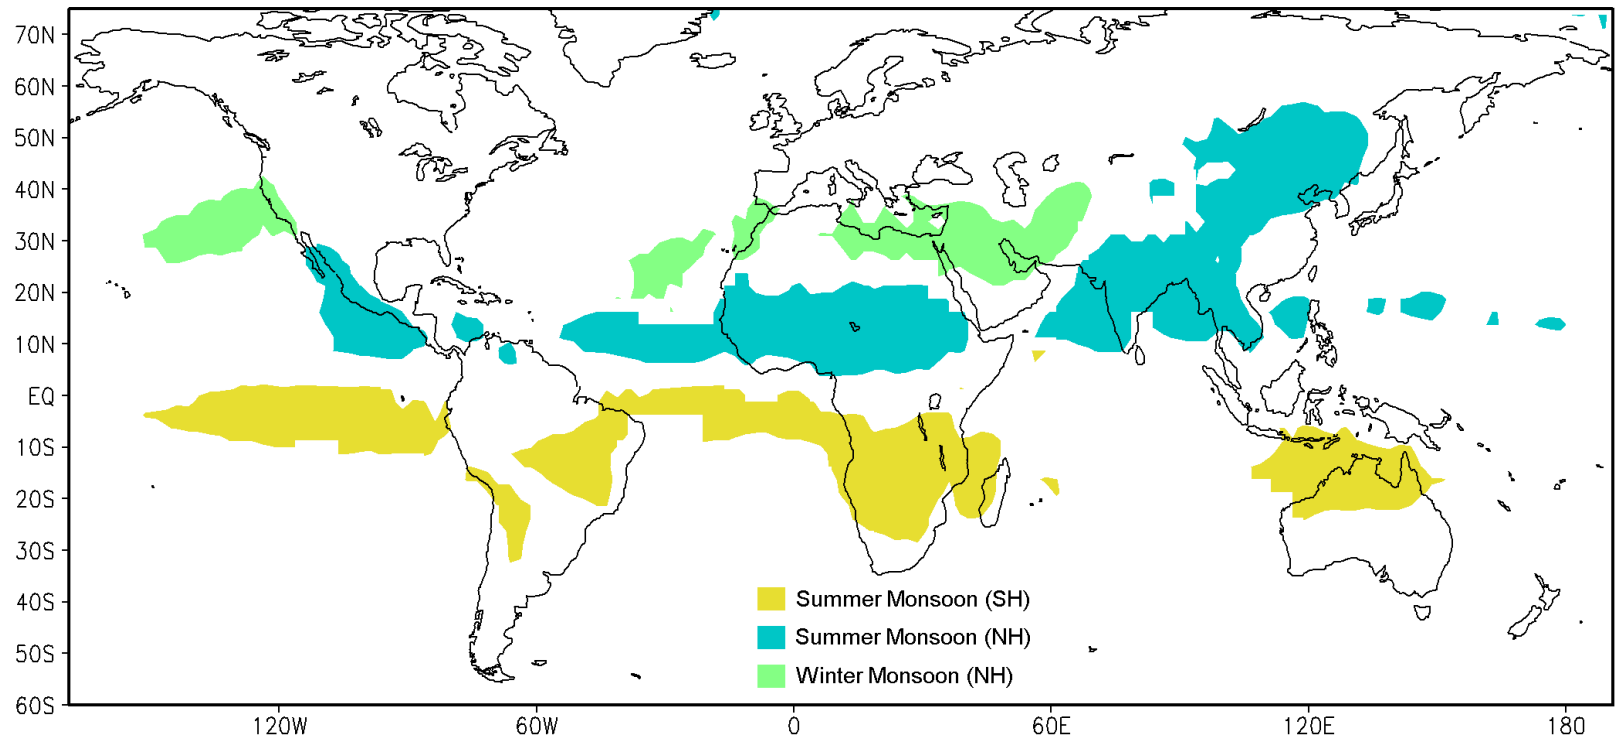 70N
60N
50N
40N
30N
20N
10N
EQ
10S
20S
30S
40S
50S
60S
Summer Monsoon (SH)
Summer Monsoon (NH)
Winter Monsoon (NH)
120W 60W 0 60E 120E 180